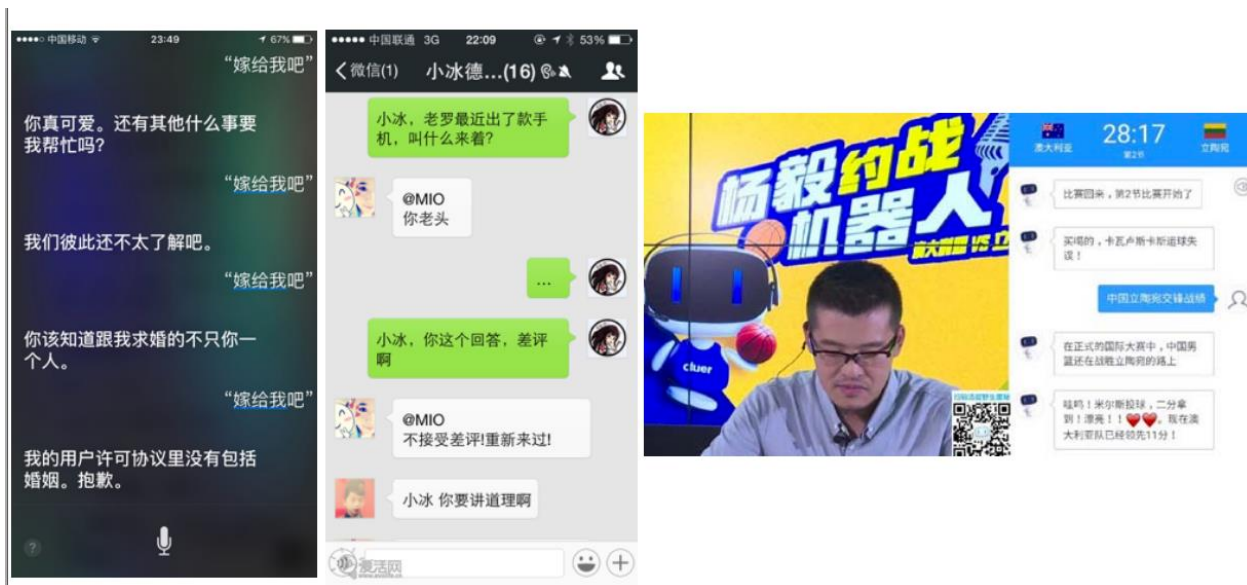 中国移动
23:49
67%
“嫁给我吧”
你真可爱。还有其他什么事要
我帮忙吗?
“嫁给我吧”
我们彼此还不太了解吧。
“嫁给我吧”
你该知道跟我求婚的不只你一
个人。
“嫁给我吧”
我的用户许可协议里没有包括
婚姻。抱歉。
?
中国联通 3G
22:09
53%
微信(1)
小冰德...(16)
小冰，老罗最近出了款手
机，叫什么来着?
@MIO
你老头
...
小冰，你这个回答，差评
啊
@MIO
不接受差评!重新来过!
小冰 你要讲道理啊
爱活网
杨毅约战
机器人
澳大利亚 VS 立
cluer
澳大利亚
28:17
第2节
立陶宛
比赛回来，第2节比赛开始了
买噶的，卡瓦卢斯卡斯运球失
误！
中国立陶宛交锋战绩
在正式的国际大赛中，中国男
篮还在战胜立陶宛的路上
哇呜！米尔斯投球，二分拿
到！漂亮！！❤❤。现在澳
大利亚队已经领先11分！